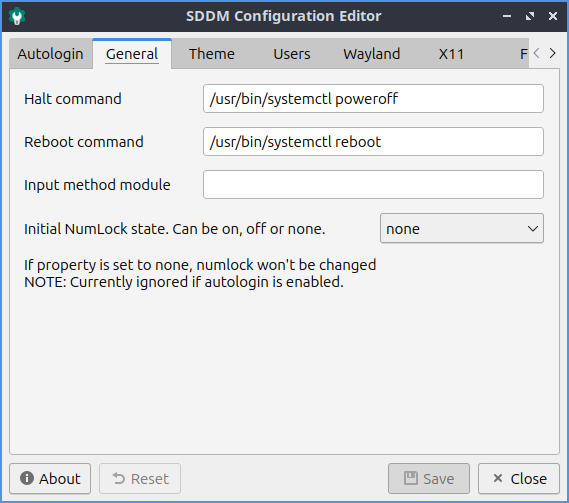 SDDM Configuration Editor
Autologin General Theme Users Wayland X11 F
Halt command /usr/bin/systemctl poweroff
Reboot command /usr/bin/systemctl reboot
Input method module
Initial NumLock state. Can be on, off or none. none
If property is set to none, numlock won't be changed
NOTE: Currently ignored if autologin is enabled.
About Reset Save Close